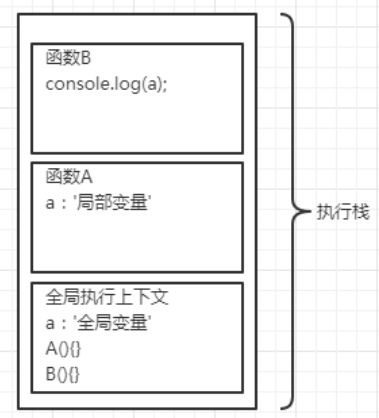 函数B
console.log(a);
函数A
a：'局部变量'
执行栈
全局执行上下文
a：'全局变量'
A(){}
B(){}